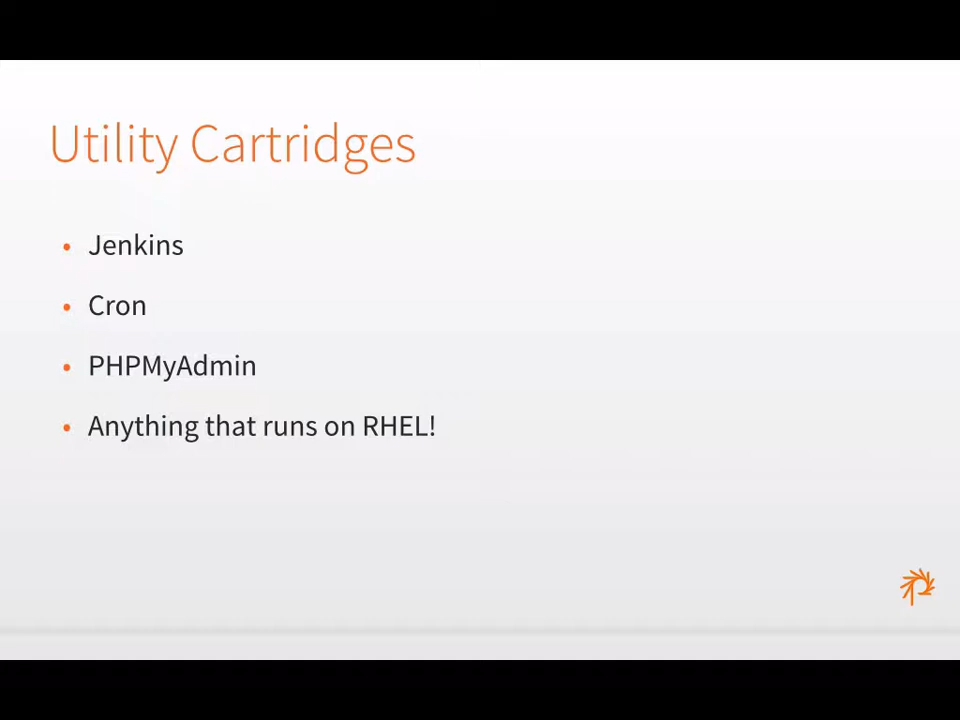 Utility Cartridges
• Jenkins
• Cron
• PHPMyAdmin
• Anything that runs on RHEL!